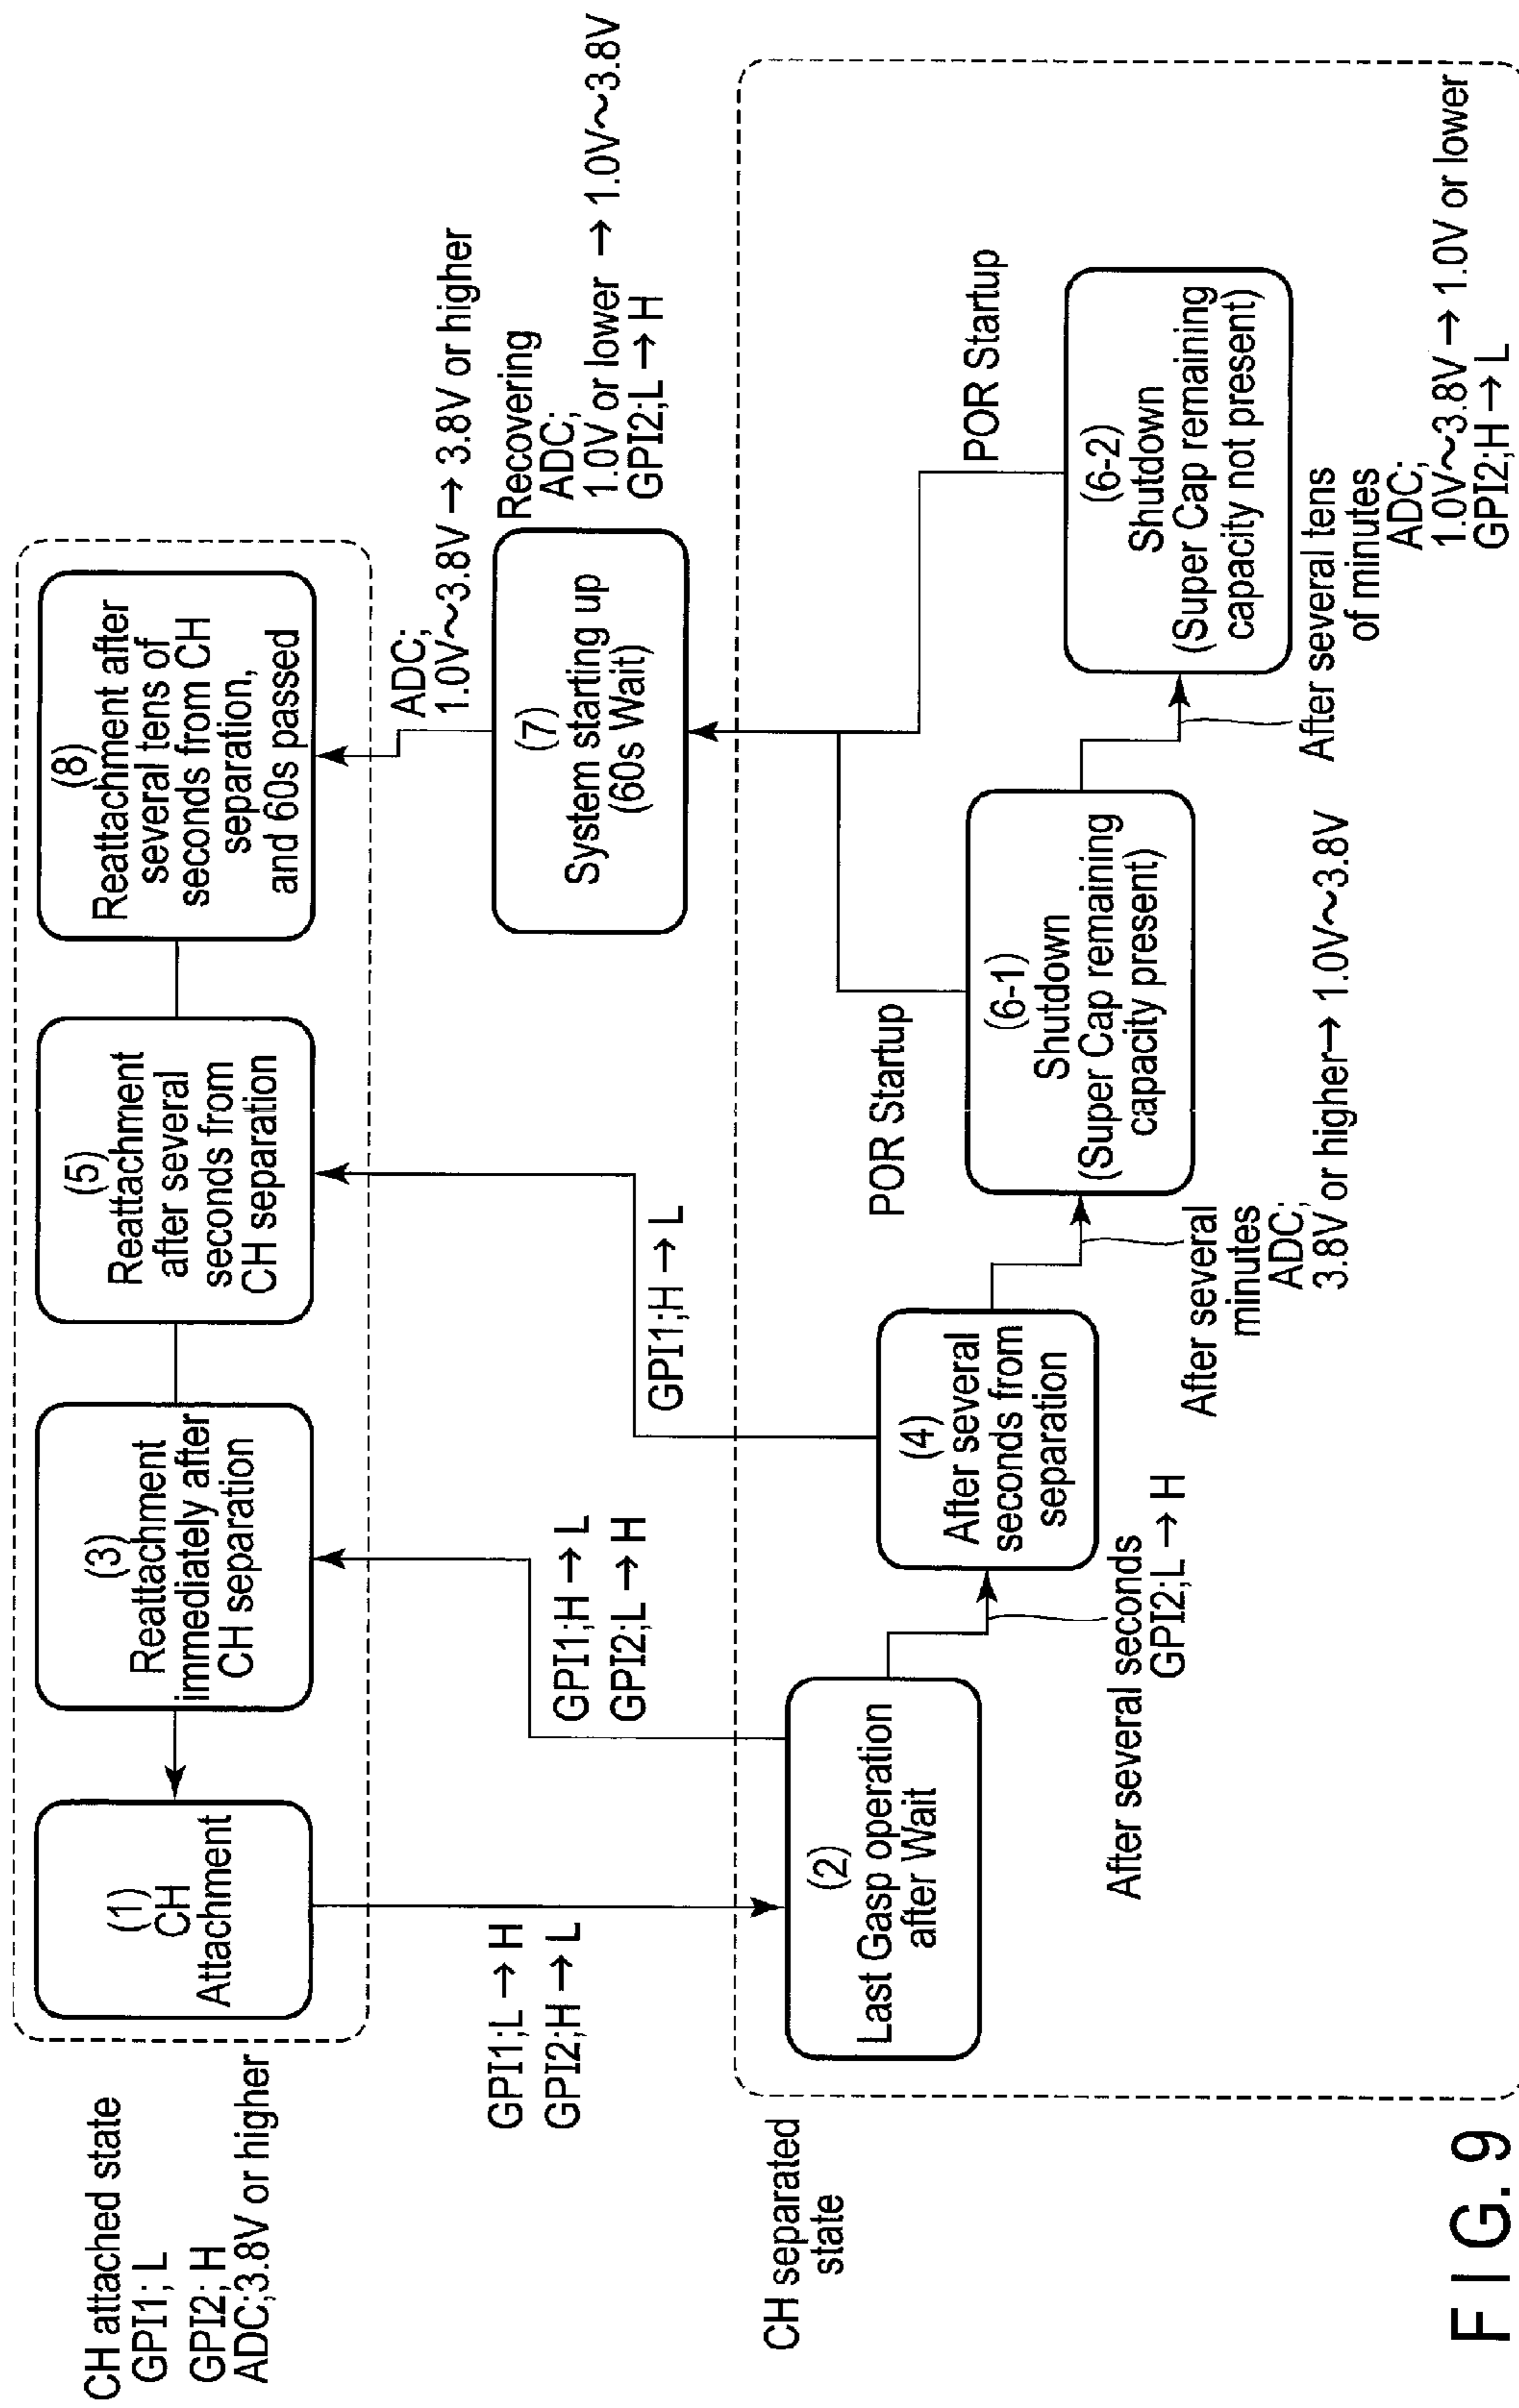 CH attached state
GPI1; L
GPI2; H
ADC;3.8V or higher
(1)
CH
Attachment
(3)
Reattachment
immediately after
CH separation
(5)
Reattachment
after several
seconds from
CH separation
(8)
Reattachment after
several tens of
seconds from CH
separation,
and 60s passed
GPI1;L→H
GPI2;H→L
GPI1;H→L
GPI2;L→H
GPI1;H→L
ADC;
1.0V~3.8V→3.8V or higher
(7)
System starting up
(60s Wait)
Recovering
ADC;
1.0V or lower →1.0V~3.8V
GPI2;L→H
CH separated
state
(2)
Last Gasp operation
after Wait
After several seconds
GPI2;L→H
(4)
After several
seconds from
separation
After several
minutes
ADC;
3.8V or higher→1.0V~3.8V
POR Startup
(6-1)
Shutdown
(Super Cap remaining
capacity present)
After several tens
of minutes
ADC;
1.0V~3.8V→1.0V or lower
GPI2;H→L
POR Startup
(6-2)
Shutdown
(Super Cap remaining
capacity not present)
FIG. 9